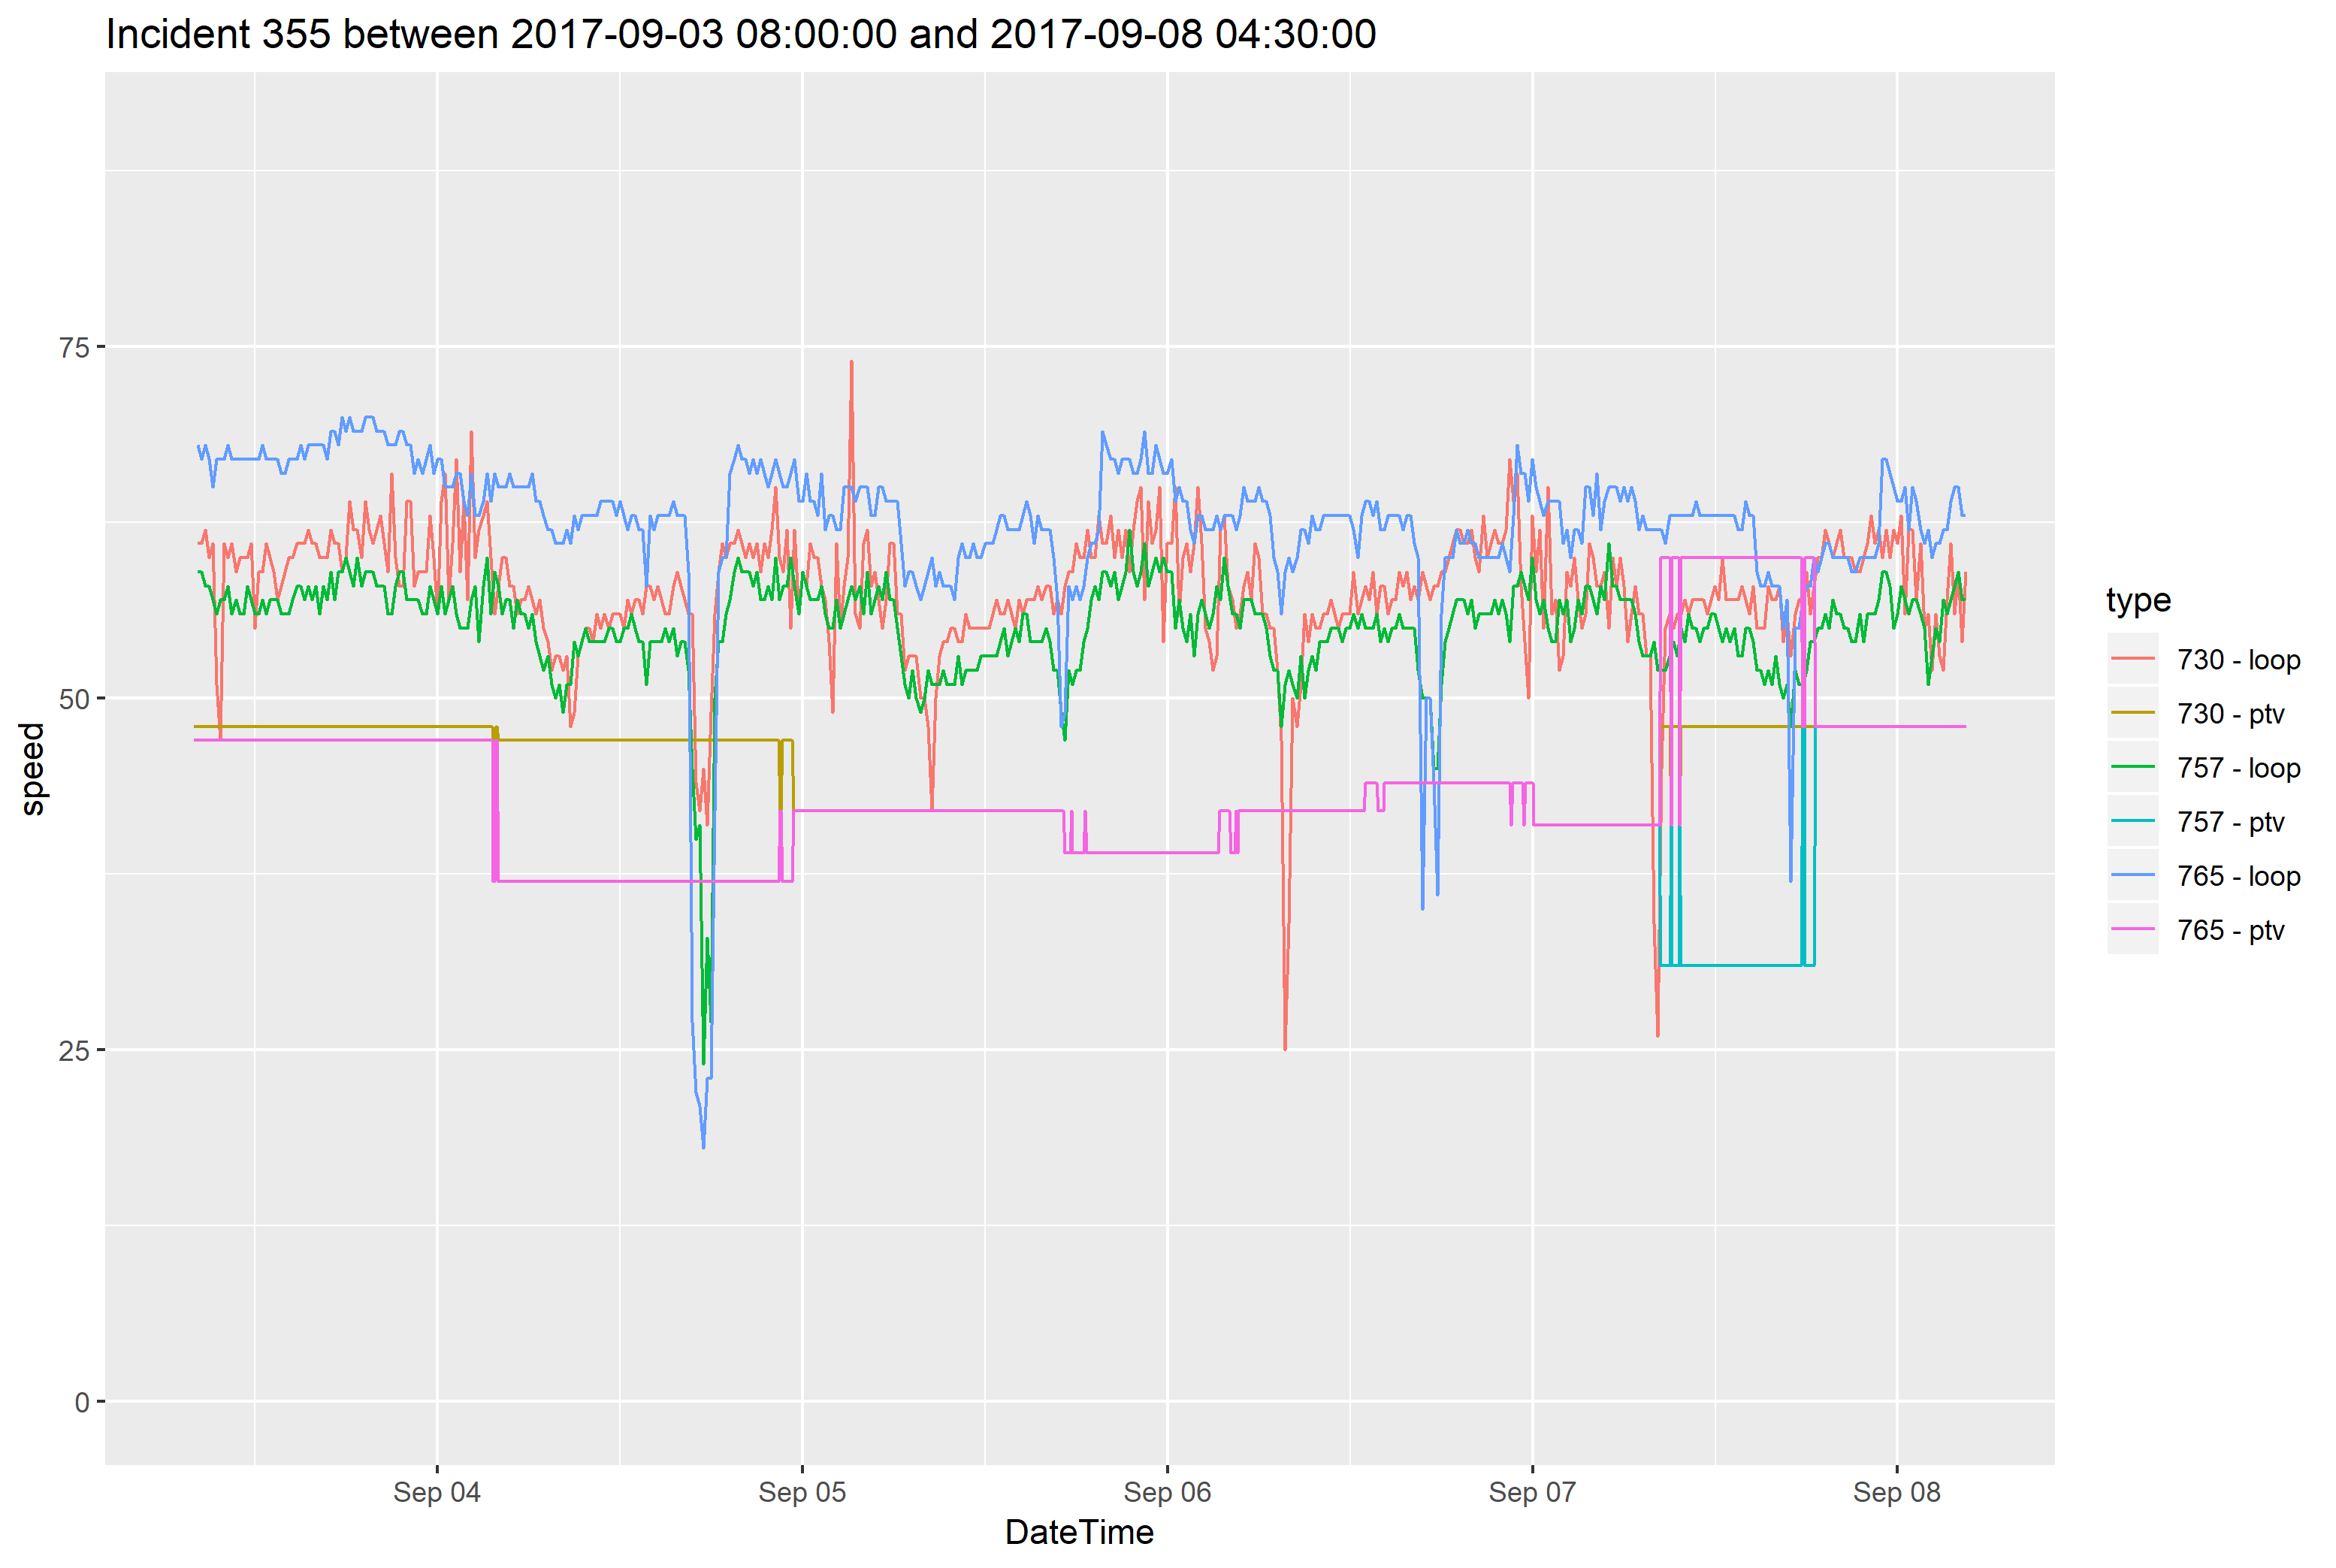 Incident 355 between 2017-09-03 08:00:00 and 2017-09-08 04:30:00
75
50
25
0
speed
Sep 04
Sep 05
Sep 06
Sep 07
Sep 08
DateTime
type
730 - loop
730 - ptv
757 - loop
757 - ptv
765 - loop
765 - ptv